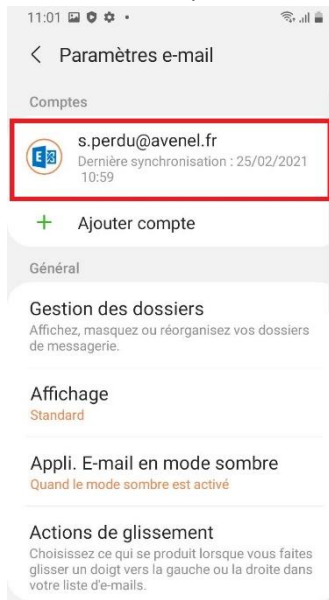 11:01
Paramètres e-mail
Comptes
s.perdu@avenel.fr
Dernière synchronisation : 25/02/2021
10:59
Ajouter compte
Général
Gestion des dossiers
Affichez, masquez ou réorganisez vos dossiers
de messagerie.
Affichage
Standard
Appli. E-mail en mode sombre
Quand le mode sombre est activé
Actions de glissement
Choisissez ce qui se produit lorsque vous faites
glisser un doigt vers la gauche ou la droite dans
votre liste d'e-mails.